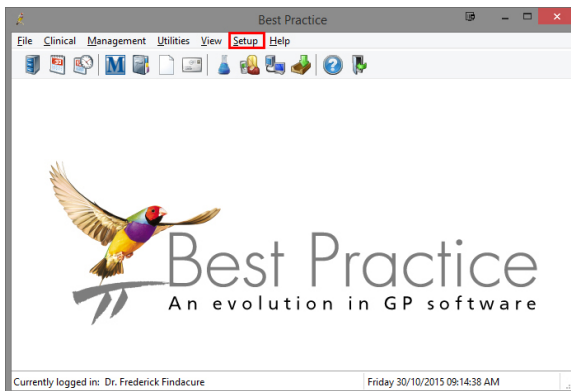 Best Practice
File Clinical Management Utilities View Setup Help
M
Best Practice
An evolution in GP software
Currently logged in: Dr. Frederick Findacure Friday 30/10/2015 09:14:38 AM